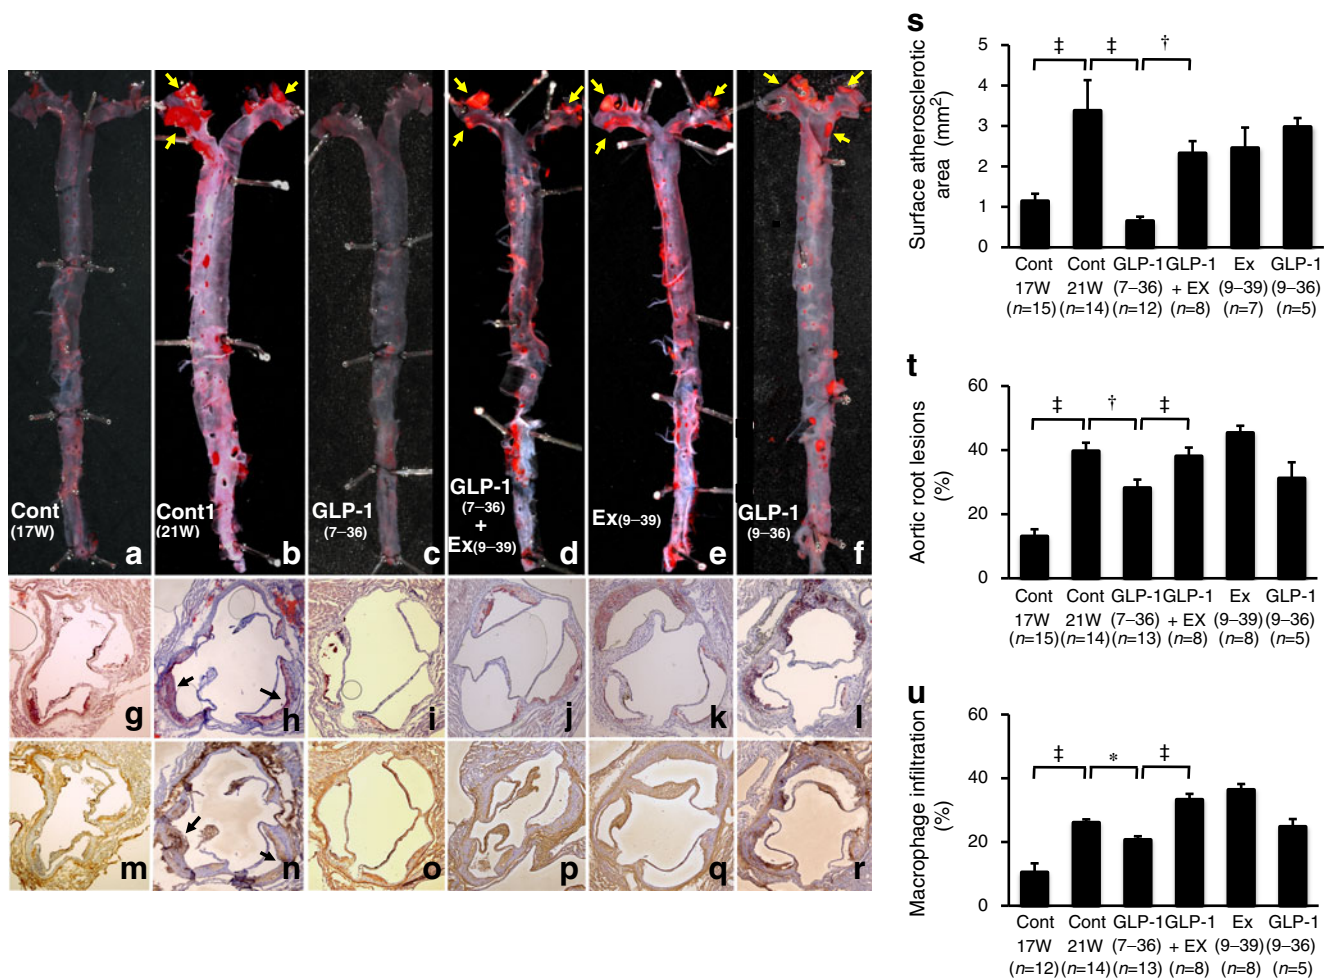 Cont
(17W)
a
Cont1
(21W)
b
GLP-1
(7–36)
c
GLP-1
(7–36)
+
Ex(9–39)
d
Ex(9–39)
e
GLP-1
(9–36)
f
g
h
i
j
k
l
m
n
o
p
q
r
s
Surface atherosclerotic
area (mm²)
5
4
3
2
1
0
‡ ‡ †
Cont Cont GLP-1 GLP-1 Ex GLP-1
17W 21W (7–36) + EX (9–39) (9–36)
(n=15) (n=14) (n=12) (n=8) (n=7) (n=5)
t
Aortic root lesions
(%)
60
40
20
0
‡ † ‡
Cont Cont GLP-1 GLP-1 Ex GLP-1
17W 21W (7–36) + EX (9–39) (9–36)
(n=15) (n=14) (n=13) (n=8) (n=8) (n=5)
u
Macrophage infiltration
(%)
60
40
20
0
‡ * ‡
Cont Cont GLP-1 GLP-1 Ex GLP-1
17W 21W (7–36) + EX (9–39) (9–36)
(n=12) (n=14) (n=13) (n=8) (n=8) (n=5)